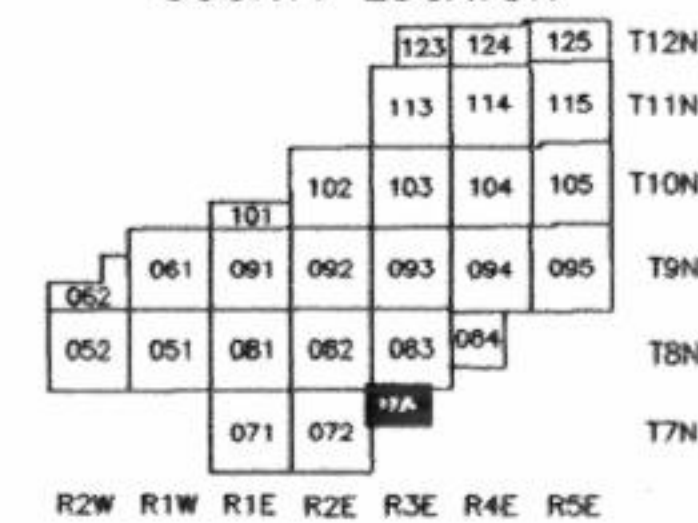 123 124 125 T12N
113 114 115 T11N
102 103 104 105 T10N
101
061 091 092 093 094 095 T9N
062
052 051 081 082 083 084 T8N
071 072 T7N
R2W R1W R1E R2E R3E R4E R5E